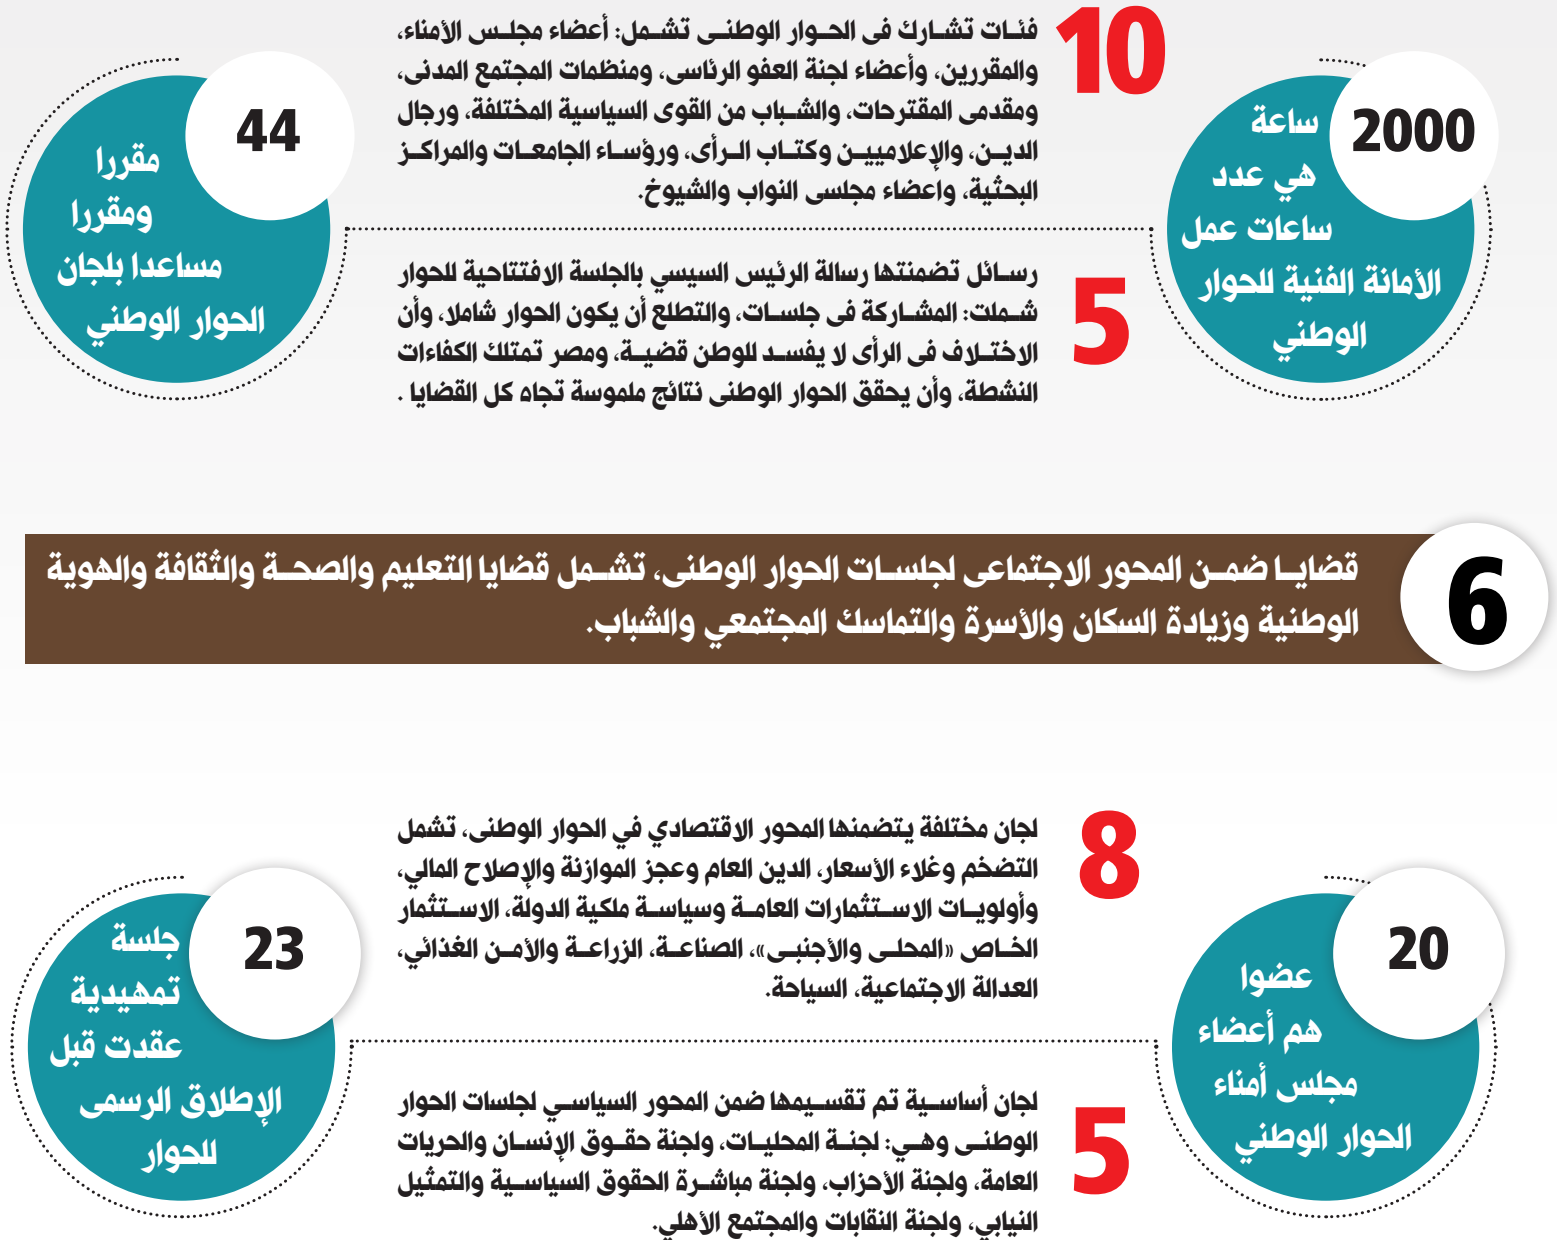 2000
ساعة
هي عدد
ساعات عمل
الأمانة الفنية للحوار
الوطني
10
فئات تشارك فى الحوار الوطنى تشمل: أعضاء مجلس الأمناء،
والمقررين، وأعضاء لجنة العفو الرئاسى، ومنظمات المجتمع المدنى،
ومقدمى المقترحات، والشباب من القوى السياسية المختلفة، ورجال
الدين، والإعلاميين وكتاب الرأى، ورؤساء الجامعات والمراكز
البحثية، واعضاء مجلسى النواب والشيوخ.
5
رسائل تضمنتها رسالة الرئيس السيسي بالجلسة الافتتاحية للحوار
شملت: المشاركة فى جلسات، والتطلع أن يكون الحوار شاملا، وأن
الاختلاف فى الرأى لا يفسد للوطن قضية، ومصر تمتلك الكفاءات
النشطة، وأن يحقق الحوار الوطنى نتائج ملموسة تجاه كل القضايا .
44
مقررا
ومقررا
مساعدا بلجان
الحوار الوطني
6
قضايا ضمن المحور الاجتماعى لجلسات الحوار الوطنى، تشمل قضايا التعليم والصحة والثقافة والهوية
الوطنية وزيادة السكان والأسرة والتماسك المجتمعي والشباب.
20
عضوا
هم أعضاء
مجلس أمناء
الحوار الوطني
8
لجان مختلفة يتضمنها المحور الاقتصادي في الحوار الوطنى، تشمل
التضخم وغلاء الأسعار، الدين العام وعجز الموازنة والإصلاح المالي،
وأولويات الاستثمارات العامة وسياسة ملكية الدولة، الاستثمار
الخاص «المحلى والأجنبى»، الصناعة، الزراعة والأمن الغذائي،
العدالة الاجتماعية، السياحة.
5
لجان أساسية تم تقسيمها ضمن المحور السياسي لجلسات الحوار
الوطنى وهي: لجنة المحليات، ولجنة حقوق الإنسان والحريات
العامة، ولجنة الأحزاب، ولجنة مباشرة الحقوق السياسية والتمثيل
النيابي، ولجنة النقابات والمجتمع الأهلي.
23
جلسة
تمهيدية
عقدت قبل
الإطلاق الرسمى
للحوار